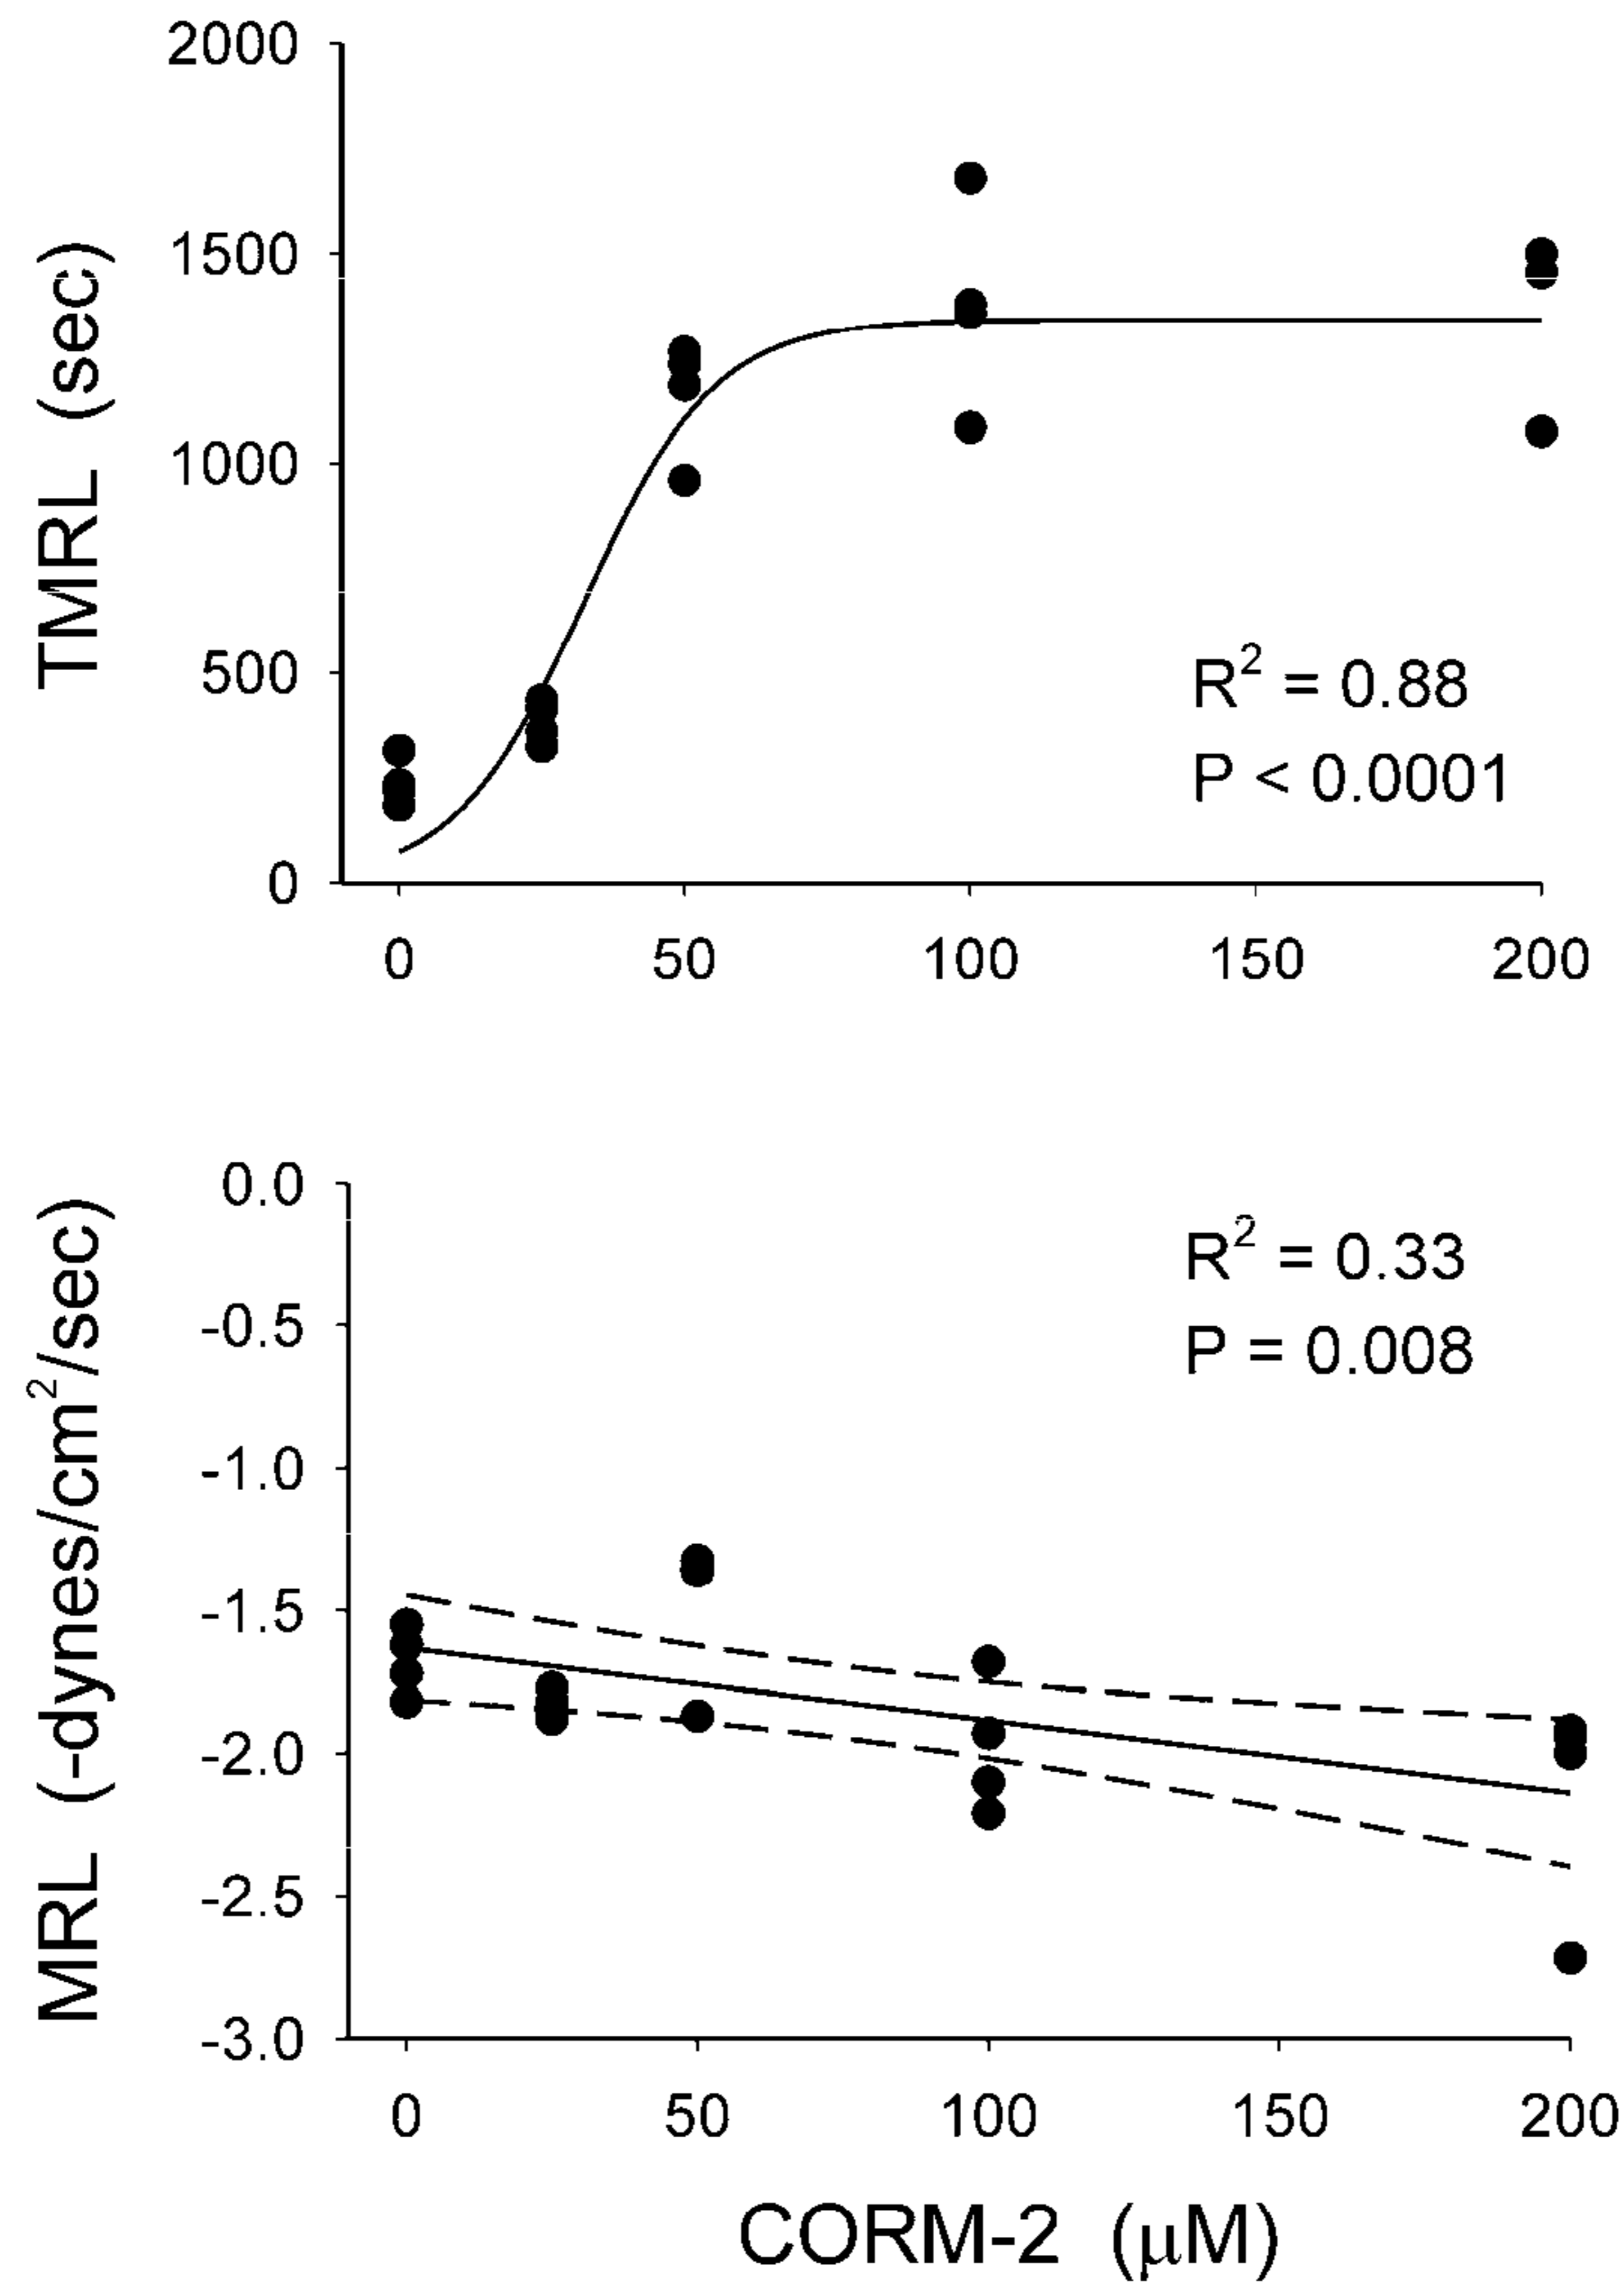 2000
1500
1000
500
0
TMRL (sec)
R² = 0.88
P < 0.0001
0 50 100 150 200
0.0
-0.5
-1.0
-1.5
-2.0
-2.5
-3.0
MRL (-dynes/cm²/sec)
R² = 0.33
P = 0.008
0 50 100 150 200
CORM-2 (μM)